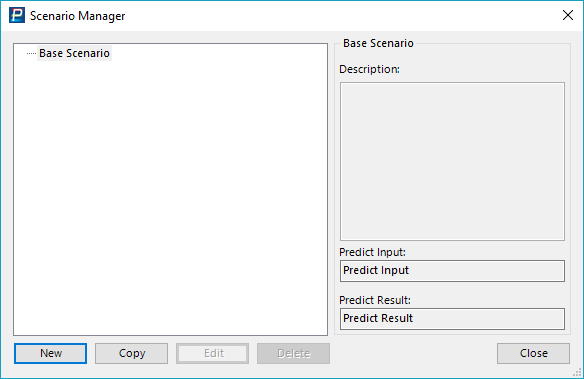 Scenario Manager
Base Scenario
Base Scenario
Description:
Predict Input:
Predict Input
Predict Result:
Predict Result
New
Copy
Edit
Delete
Close